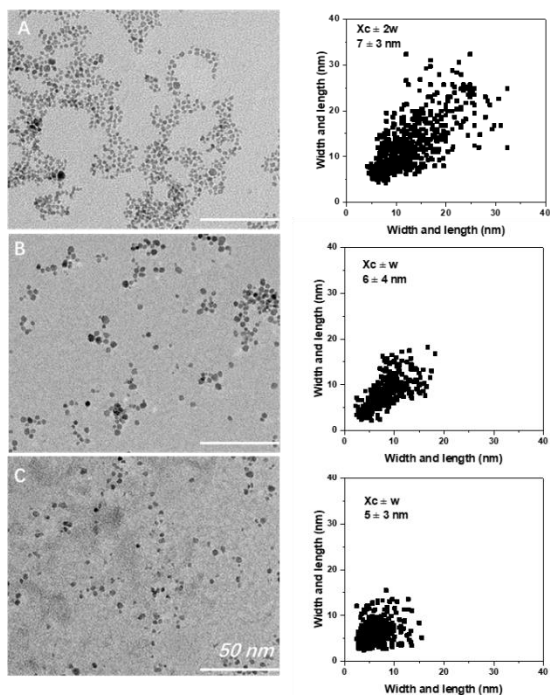 A
Xc ± 2w
7 ± 3 nm
40
30
20
10
0
0 10 20 30 40
Width and length (nm)
Width and length (nm)
B
Xc ± w
6 ± 4 nm
40
30
20
10
0
0 10 20 30 40
Width and length (nm)
Width and length (nm)
C
50 nm
Xc ± w
5 ± 3 nm
40
30
20
10
0
0 10 20 30 40
Width and length (nm)
Width and length (nm)